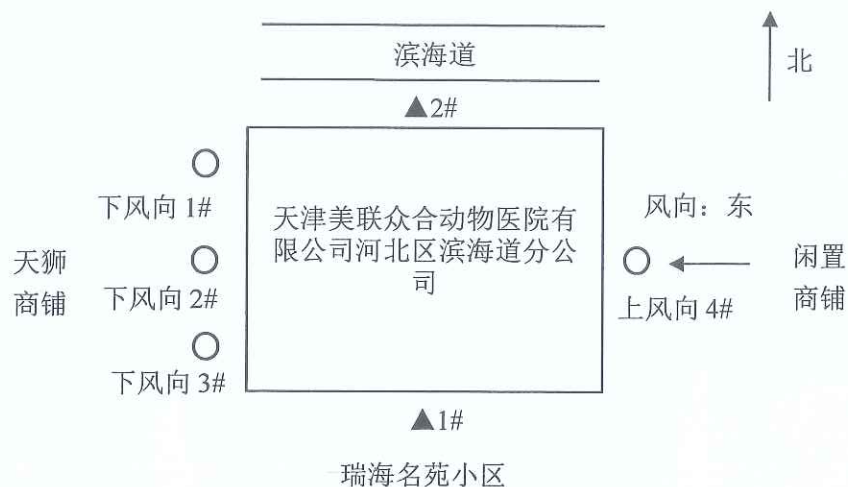 滨海道
北
▲2#
下风向 1#
天津美联众合动物医院有
限公司河北区滨海道分公
司
风向：东
天狮
商铺
下风向 2#
上风向 4#
闲置
商铺
下风向 3#
▲1#
瑞海名苑小区